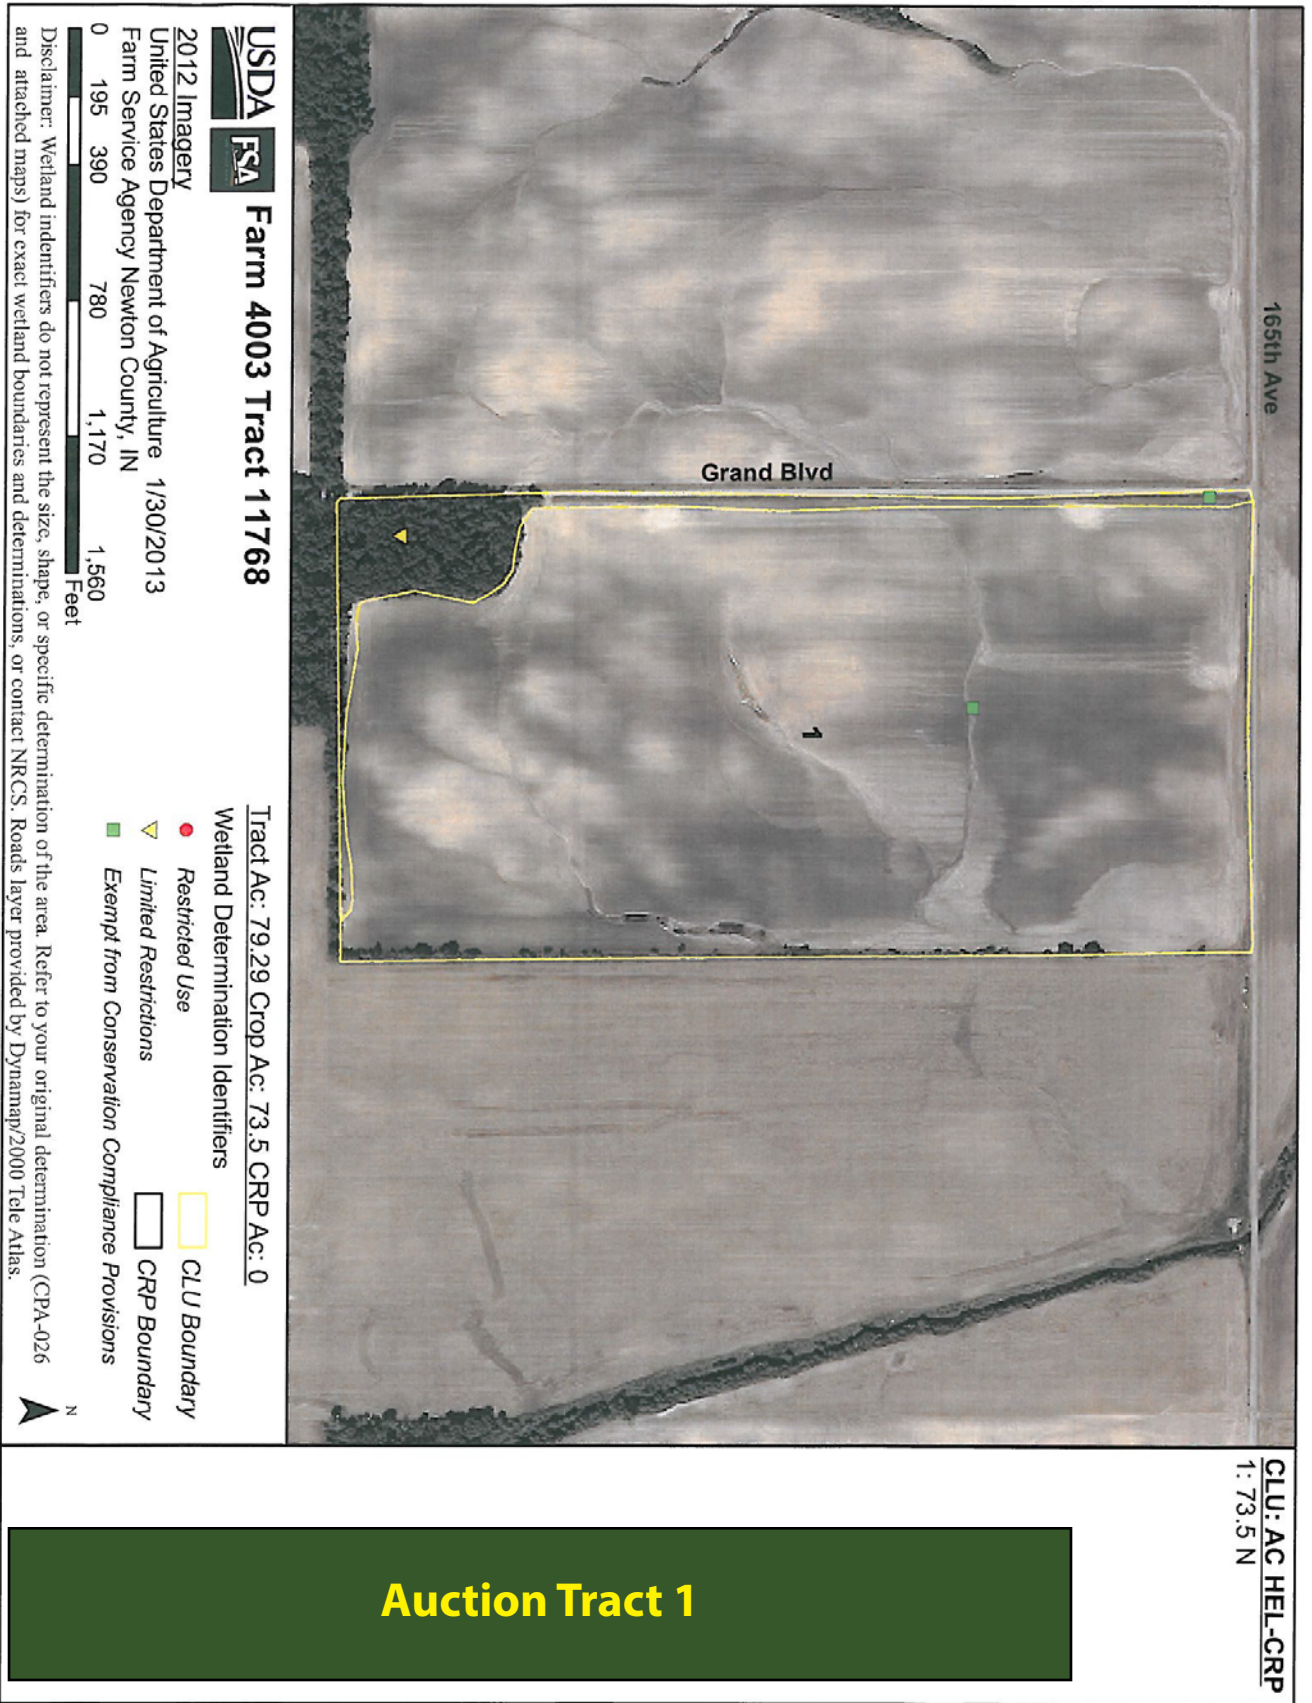 CLU: AC HEL-CRP
1: 73.5 N
165th Ave
Grand Blvd
1
USDA
FSA
Farm 4003 Tract 11768
2012 Imagery
United States Department of Agriculture 1/30/2013
Farm Service Agency Newton County, IN
0 195 390 780 1,170 1,560
Feet
Tract Ac: 79.29 Crop Ac: 73.5 CRP Ac: 0
Wetland Determination Identifiers
Restricted Use
Limited Restrictions
Exempt from Conservation Compliance Provisions
CLU Boundary
CRP Boundary
N
Disclaimer: Wetland indentifiers do not represent the size, shape, or specific determination of the area. Refer to your original determination (CPA-026
and attached maps) for exact wetland boundaries and determinations, or contact NRCS. Roads layer provided by Dynamap/2000 Tele Atlas.
Auction Tract 1